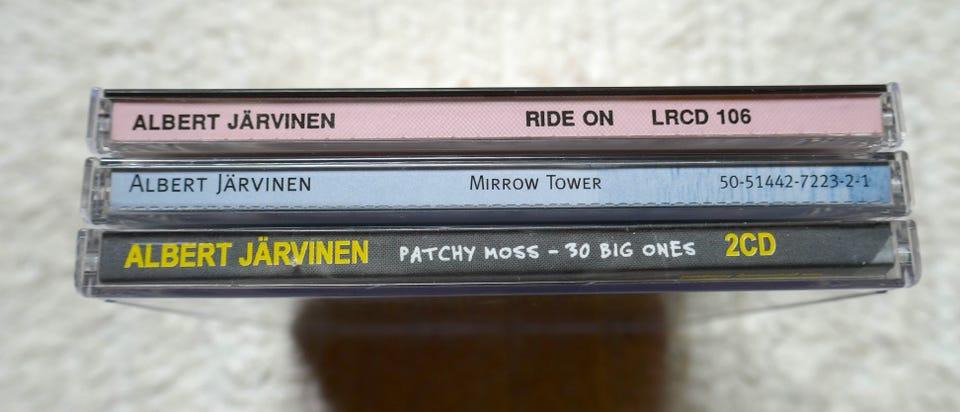 ALBERT JÄRVINEN RIDE ON LRCD 106
ALBERT JÄRVINEN MIRROW TOWER 50-51442-7223-2-1
ALBERT JÄRVINEN PATCHY MOSS – 30 BIG ONES 2CD